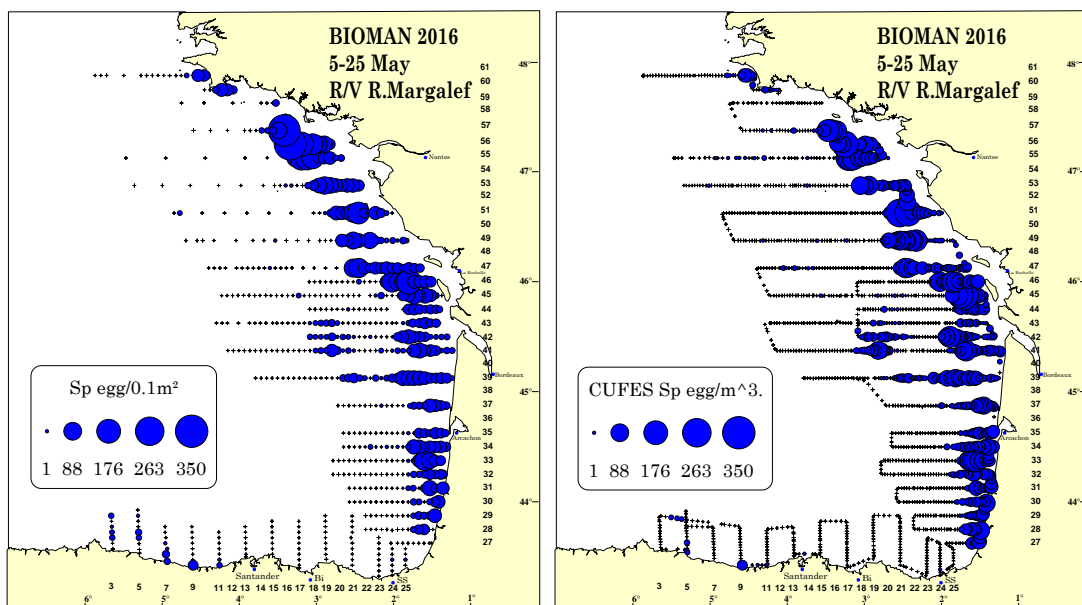 BIOMAN 2016
5-25 May
R/V R.Margalef
61
60
59
58
57
56
55
54
53
52
51
50
49
48
47
46
45
44
43
42
41
40
39
38
37
36
35
34
33
32
31
30
29
28
27
48°
47°
46°
45°
44°
Nantes
La Rochelle
Bordeaux
Arcachon
Sp egg/0.1m²
1 88 176 263 350
Santander
Bi
SS
3 5 7 9 11 12 13 14 15 16 17 18 19 20 21 22 23 24 25
6° 5° 4° 3° 2°
BIOMAN 2016
5-25 May
R/V R.Margalef
61
60
59
58
57
56
55
54
53
52
51
50
49
48
47
46
45
44
43
42
41
40
39
38
37
36
35
34
33
32
31
30
29
28
27
48°
47°
46°
45°
44°
Nantes
La Rochelle
Bordeaux
Arcachon
CUFES Sp egg/m^3.
1 88 176 263 350
Santander
Bi
SS
3 5 7 9 11 12 13 14 15 16 17 18 19 20 21 22 23 24 25
6° 5° 4° 3° 2°